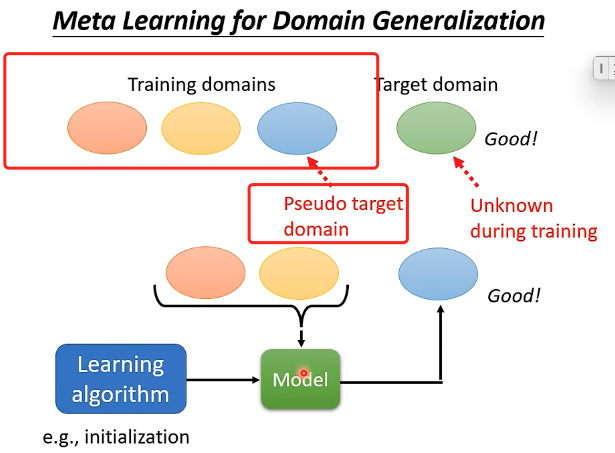 Meta Learning for Domain Generalization
Training domains
Target domain
Good!
Pseudo target
domain
Unknown
during training
Good!
Learning
algorithm
Model
e.g., initialization